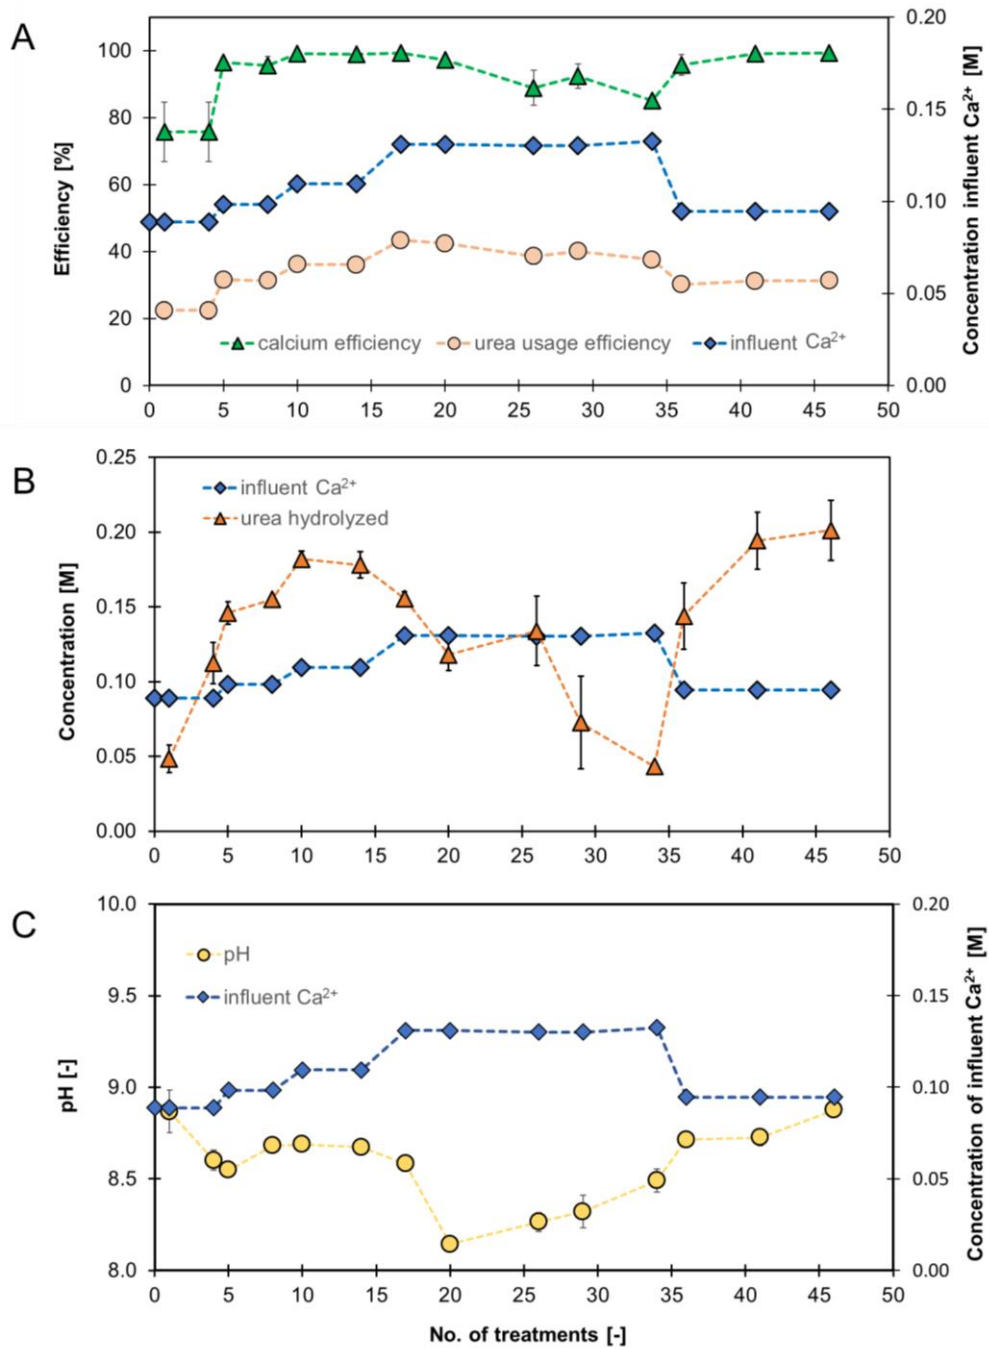 A
Efficiency [%]
100
80
60
40
20
0
0.20
0.15
0.10
0.05
0.00
Concentration influent Ca²⁺ [M]
calcium efficiency
urea usage efficiency
influent Ca²⁺
0 5 10 15 20 25 30 35 40 45 50
B
Concentration [M]
0.25
0.20
0.15
0.10
0.05
0.00
influent Ca²⁺
urea hydrolyzed
0 5 10 15 20 25 30 35 40 45 50
C
pH [-]
10.0
9.5
9.0
8.5
8.0
pH
influent Ca²⁺
0.20
0.15
0.10
0.05
0.00
Concentration of influent Ca²⁺ [M]
0 5 10 15 20 25 30 35 40 45 50
No. of treatments [-]